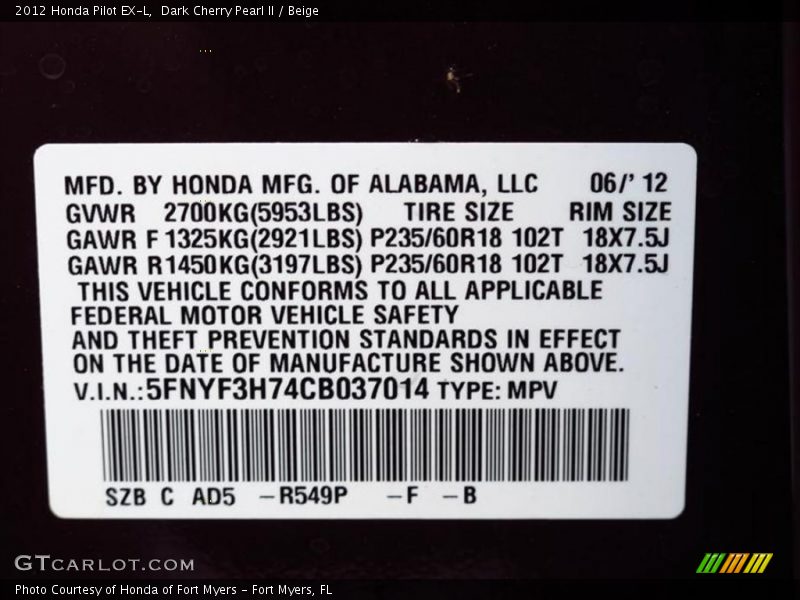 2012 Honda Pilot EX-L,  Dark Cherry Pearl II / Beige
MFD. BY HONDA MFG. OF ALABAMA, LLC 06/' 12
GVWR 2700KG(5953LBS) TIRE SIZE RIM SIZE
GAWR F 1325KG(2921LBS) P235/60R18 102T 18X7.5J
GAWR R1450KG(3197LBS) P235/60R18 102T 18X7.5J
THIS VEHICLE CONFORMS TO ALL APPLICABLE
FEDERAL MOTOR VEHICLE SAFETY
AND THEFT PREVENTION STANDARDS IN EFFECT
ON THE DATE OF MANUFACTURE SHOWN ABOVE.
V.I.N.:5FNYF3H74CB037014 TYPE: MPV
SZB C AD5 -R549P -F -B
GTCARLOT.COM
Photo Courtesy of Honda of Fort Myers - Fort Myers, FL